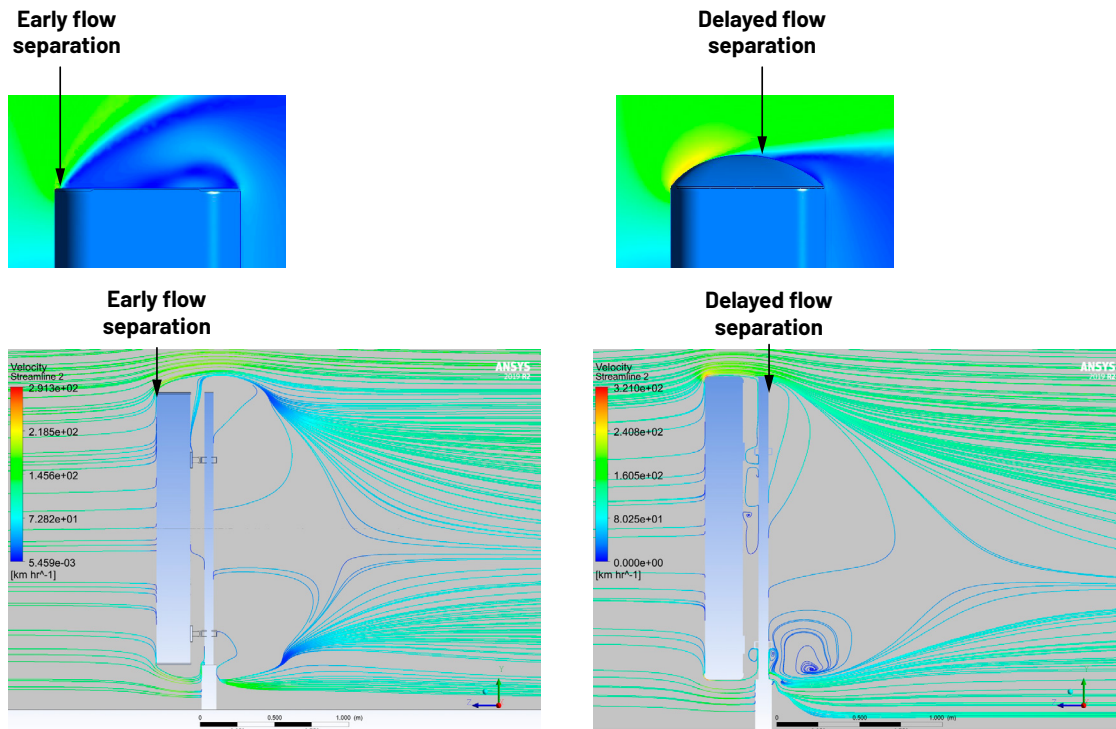 Early flow
separation
Delayed flow
separation
Early flow
separation
Delayed flow
separation
Velocity
Streamline 2
2.913e+02
2.185e+02
1.456e+02
7.282e+01
5.459e-03
[km hr^-1]
ANSYS
2019 R2
Y
Z
0 0.500 1.000 (m)
Velocity
Streamline 2
3.210e+02
2.408e+02
1.605e+02
8.025e+01
0.000e+00
[km hr^-1]
ANSYS
2019 R2
Y
Z
0 0.500 1.000 (m)